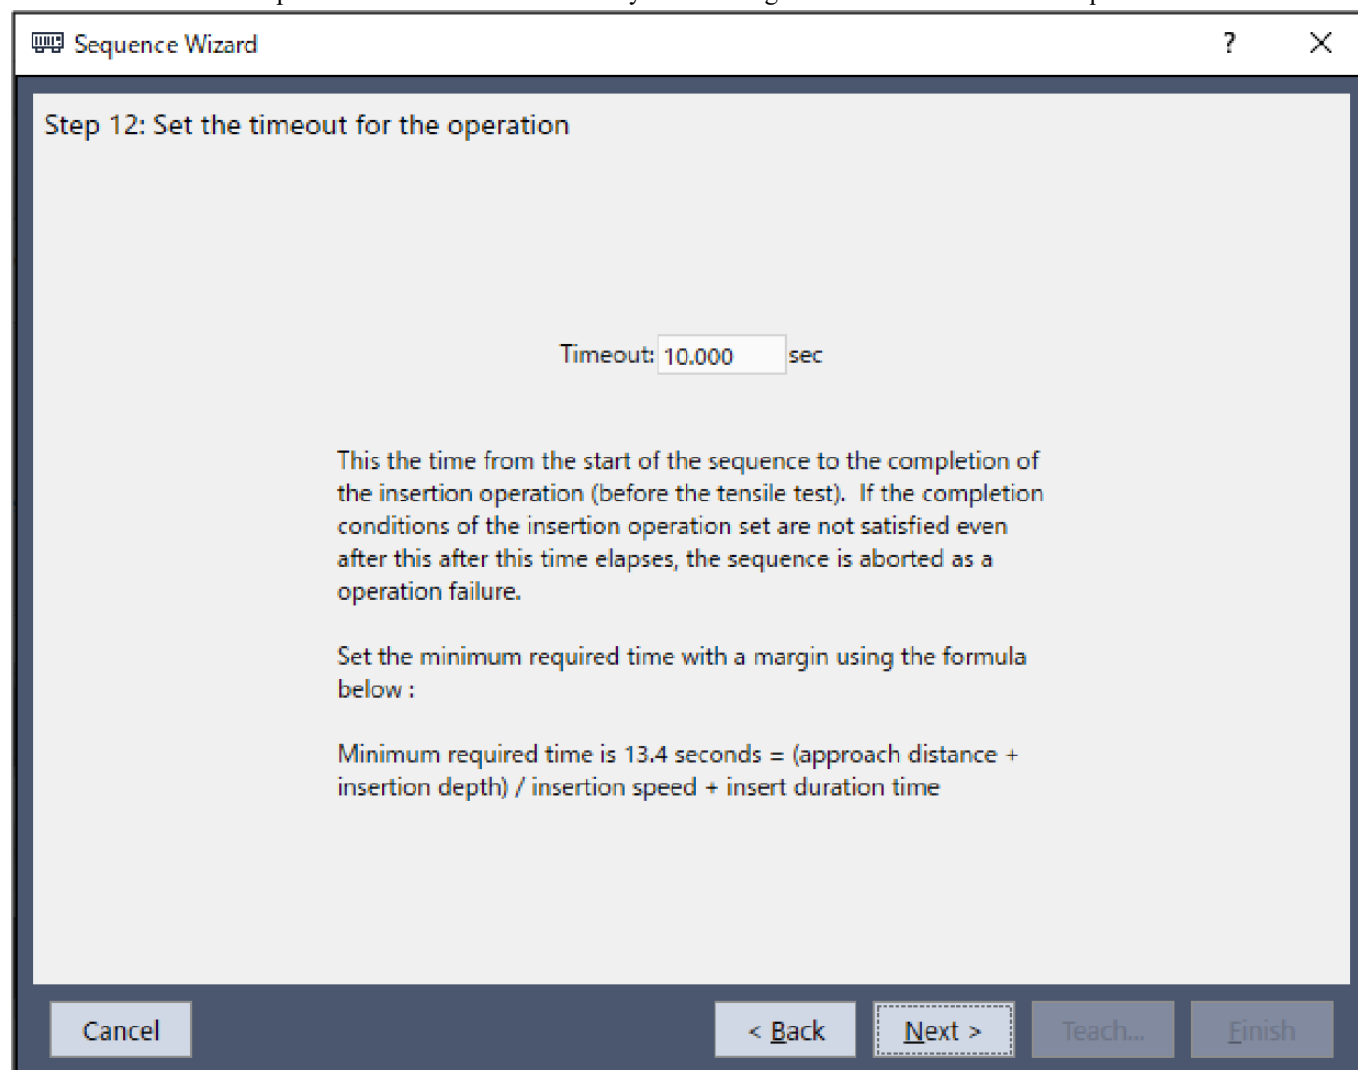 Sequence Wizard
?
Step 12: Set the timeout for the operation
Timeout: 10.000 sec
This the time from the start of the sequence to the completion of
the insertion operation (before the tensile test). If the completion
conditions of the insertion operation set are not satisfied even
after this after this time elapses, the sequence is aborted as a
operation failure.
Set the minimum required time with a margin using the formula
below :
Minimum required time is 13.4 seconds = (approach distance +
insertion depth) / insertion speed + insert duration time
Cancel
< Back
Next >
Teach...
Finish